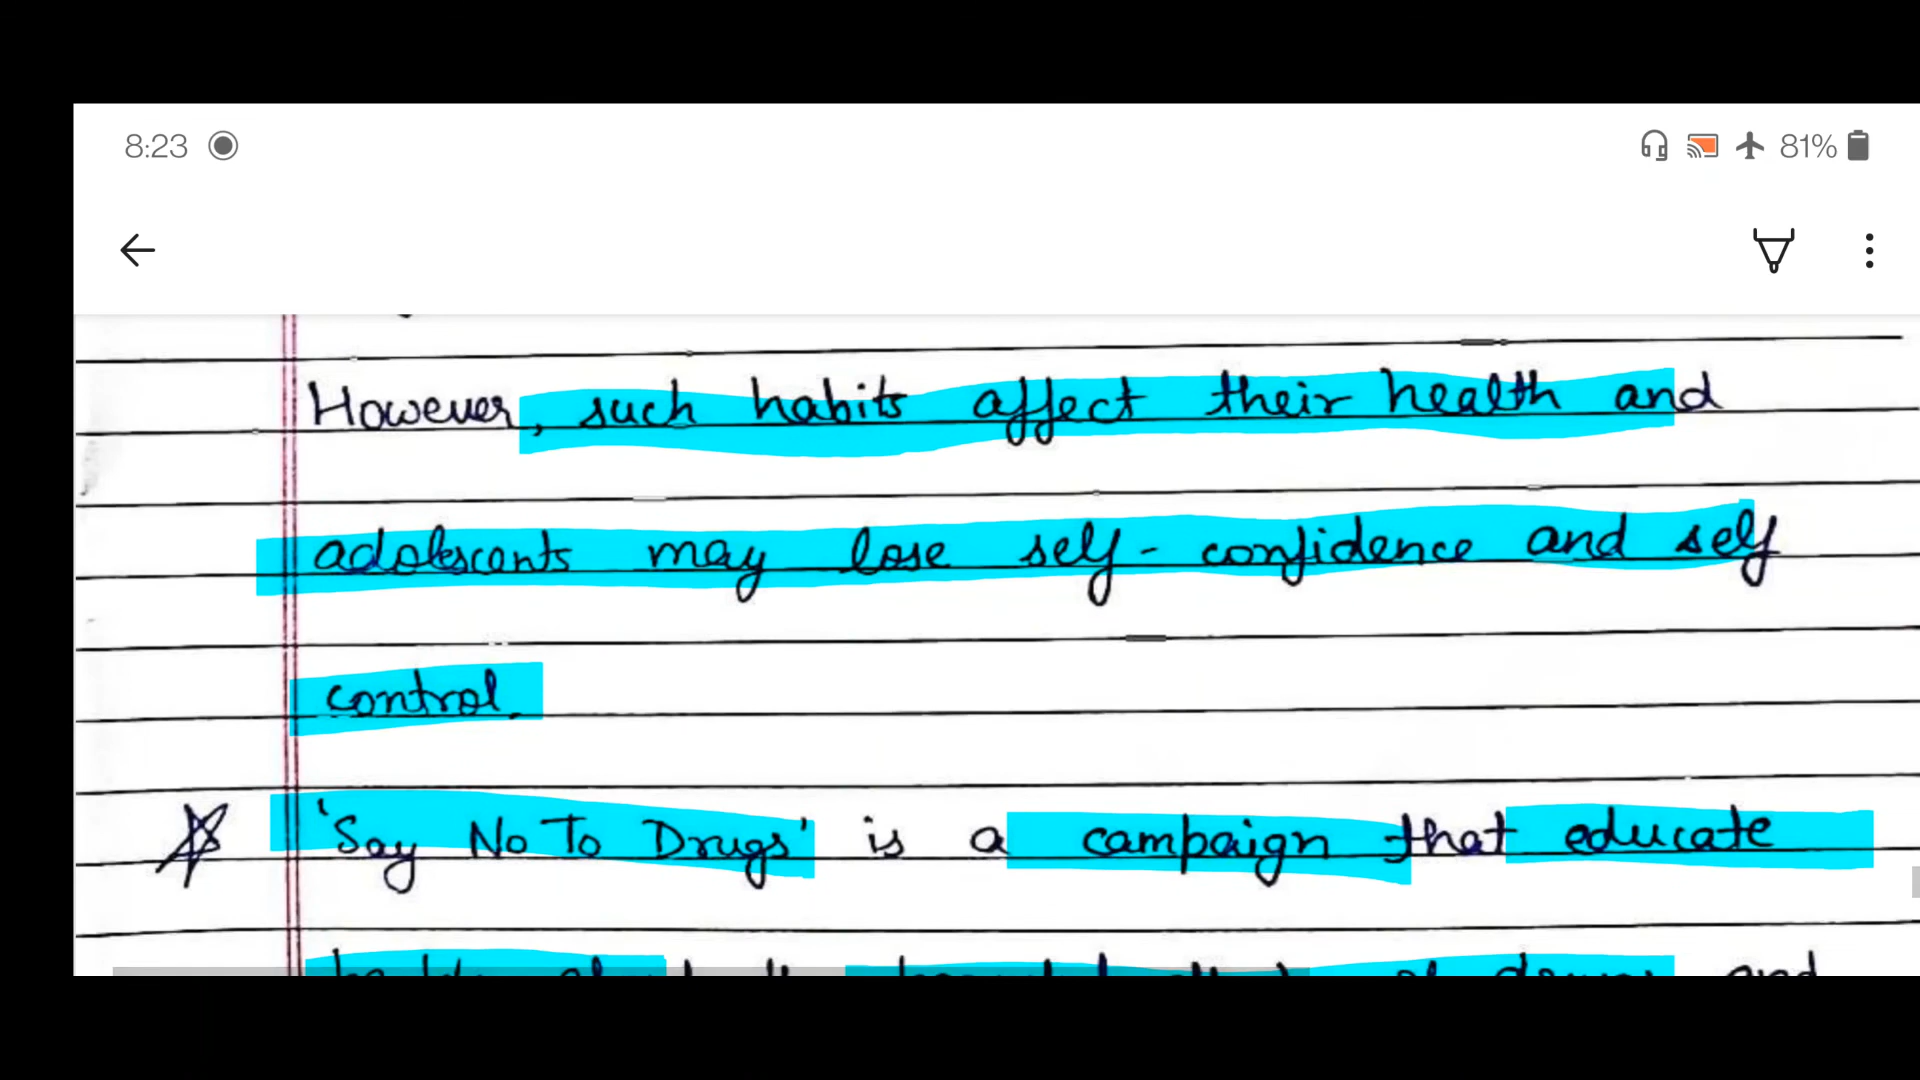 8:23
81%
However, such habits affect their health and
adolescents may lose self-confidence and self
control.
'Say No To Drugs' is a campaign that educate
and